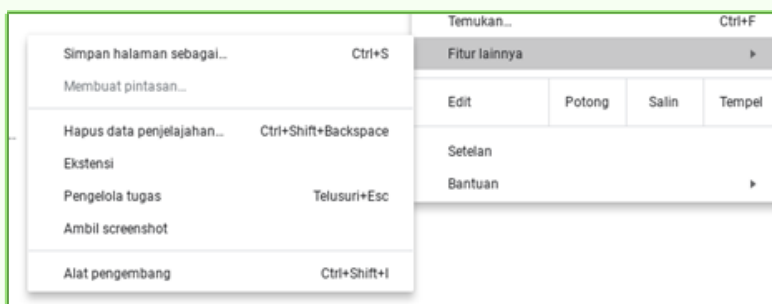 Temukan... Ctrl+F
Fitur lainnya
Edit Potong Salin Tempel
Setelan
Bantuan
Simpan halaman sebagai... Ctrl+S
Membuat pintasan...
Hapus data penjelajahan... Ctrl+Shift+Backspace
Ekstensi
Pengelola tugas Telusuri+Esc
Ambil screenshot
Alat pengembang Ctrl+Shift+I